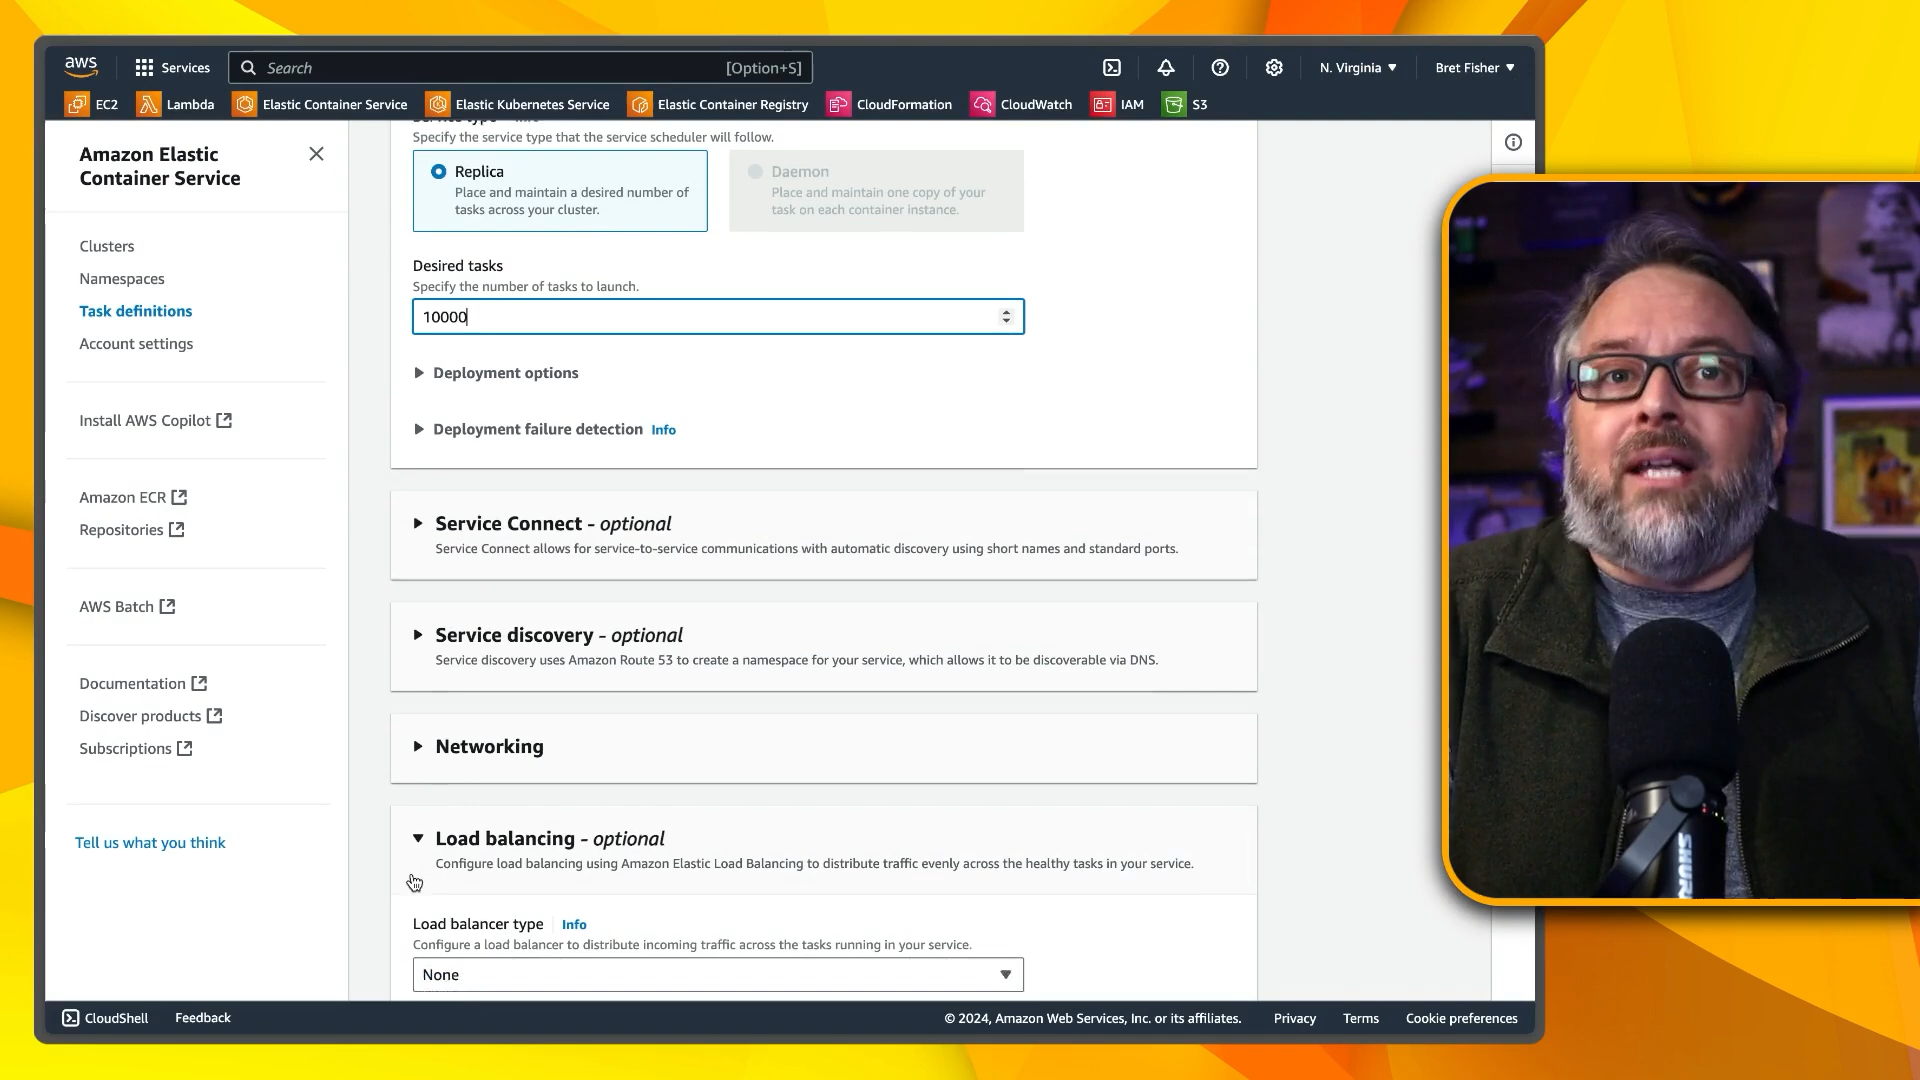 aws
Services
Search
[Option+S]
N. Virginia
Bret Fisher
EC2
Lambda
Elastic Container Service
Elastic Kubernetes Service
Elastic Container Registry
CloudFormation
CloudWatch
IAM
S3
Amazon Elastic
Container Service
Clusters
Namespaces
Task definitions
Account settings
Install AWS Copilot
Amazon ECR
Repositories
AWS Batch
Documentation
Discover products
Subscriptions
Tell us what you think
Specify the service type that the service scheduler will follow.
Replica
Place and maintain a desired number of
tasks across your cluster.
Daemon
Place and maintain one copy of your
task on each container instance.
Desired tasks
Specify the number of tasks to launch.
10000
Deployment options
Deployment failure detection Info
Service Connect - optional
Service Connect allows for service-to-service communications with automatic discovery using short names and standard ports.
Service discovery - optional
Service discovery uses Amazon Route 53 to create a namespace for your service, which allows it to be discoverable via DNS.
Networking
Load balancing - optional
Configure load balancing using Amazon Elastic Load Balancing to distribute traffic evenly across the healthy tasks in your service.
Load balancer type Info
Configure a load balancer to distribute incoming traffic across the tasks running in your service.
None
SHURE
CloudShell
Feedback
© 2024, Amazon Web Services, Inc. or its affiliates.
Privacy
Terms
Cookie preferences